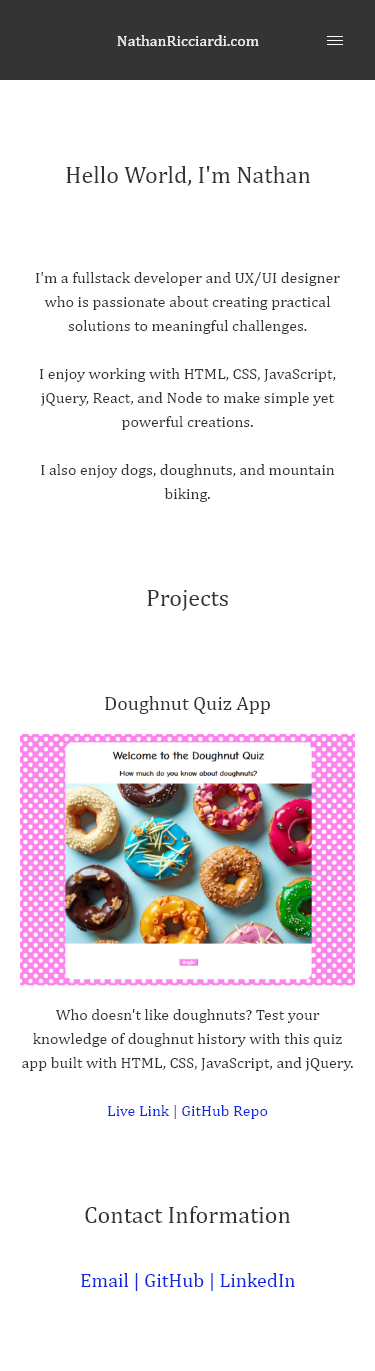 NathanRicciardi.com
Hello World, I'm Nathan
I'm a fullstack developer and UX/UI designer
who is passionate about creating practical
solutions to meaningful challenges.
I enjoy working with HTML, CSS, JavaScript,
jQuery, React, and Node to make simple yet
powerful creations.
I also enjoy dogs, doughnuts, and mountain
biking.
Projects
Doughnut Quiz App
Welcome to the Doughnut Quiz
How much do you know about doughnuts?
Who doesn't like doughnuts? Test your
knowledge of doughnut history with this quiz
app built with HTML, CSS, JavaScript, and jQuery.
Live Link | GitHub Repo
Contact Information
Email | GitHub | LinkedIn